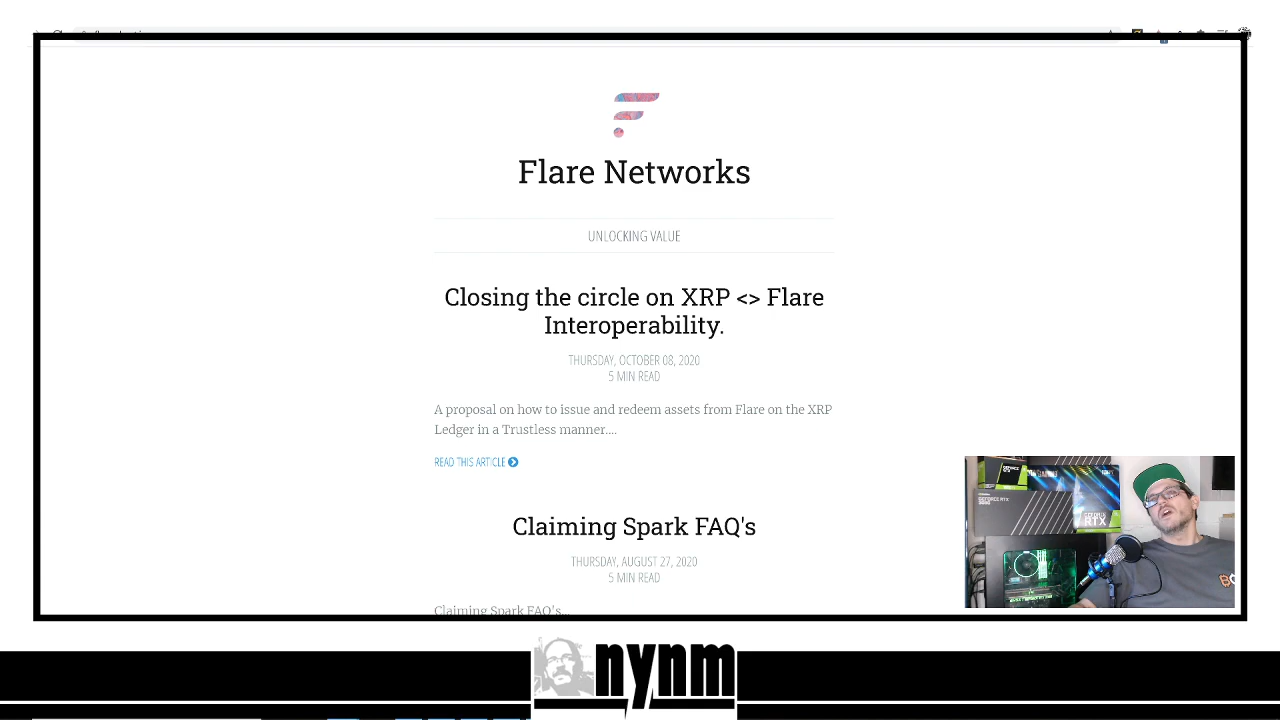 Flare Networks
UNLOCKING VALUE
Closing the circle on XRP <> Flare
Interoperability.
THURSDAY, OCTOBER 08, 2020
5 MIN READ
A proposal on how to issue and redeem assets from Flare on the XRP
Ledger in a Trustless manner....
READ THIS ARTICLE
Claiming Spark FAQ's
THURSDAY, AUGUST 27, 2020
5 MIN READ
Claiming Spark FAQ's...
RTX
nynm